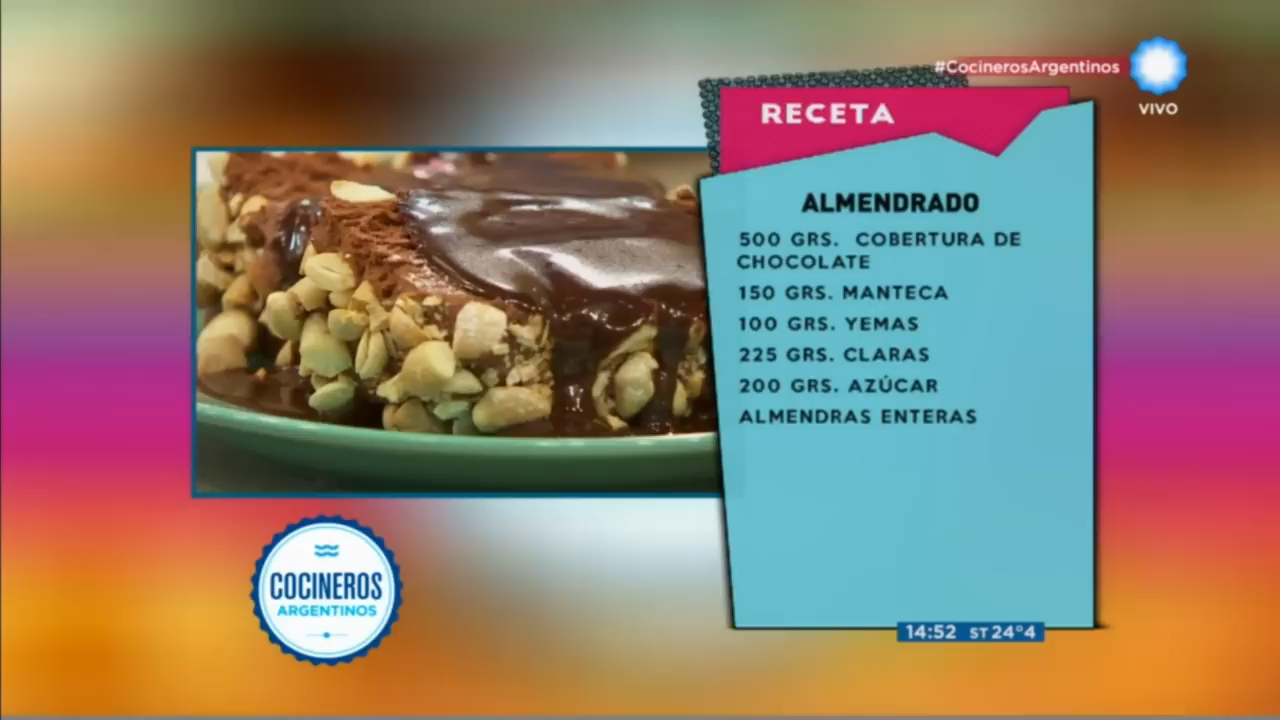 #CocinerosArgentinos
VIVO
RECETA
ALMENDRADO
500 GRS. COBERTURA DE
CHOCOLATE
150 GRS. MANTECA
100 GRS. YEMAS
225 GRS. CLARAS
200 GRS. AZÚCAR
ALMENDRAS ENTERAS
COCINEROS
ARGENTINOS
14:52 ST 24°4